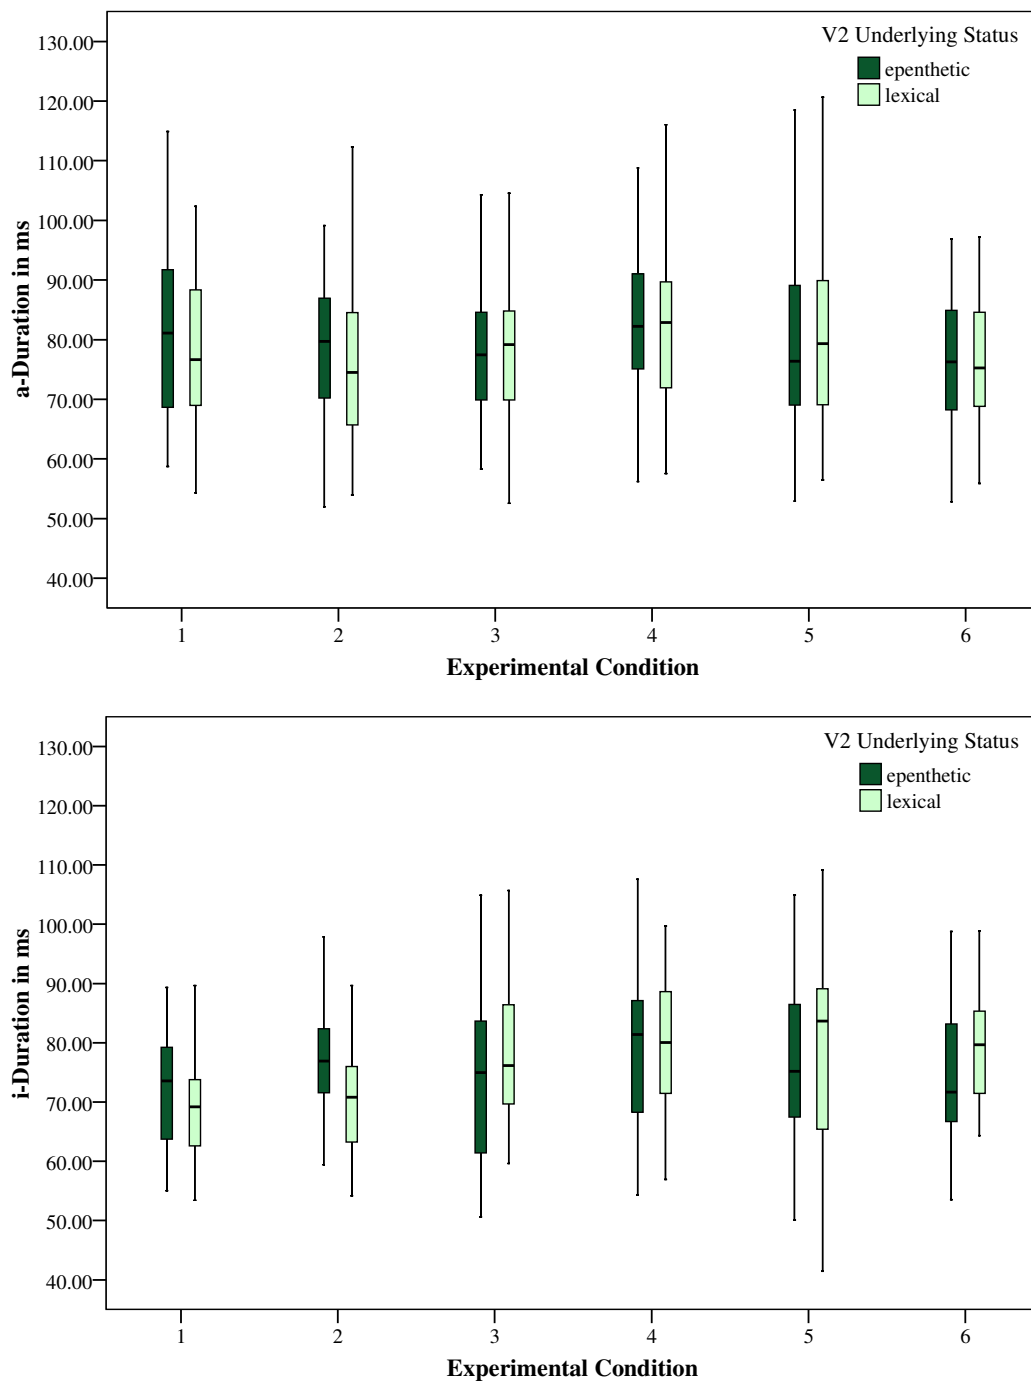 V2 Underlying Status
epenthetic
lexical
130.00
120.00
110.00
100.00
90.00
80.00
70.00
60.00
50.00
40.00
a-Duration in ms
1 2 3 4 5 6
Experimental Condition
V2 Underlying Status
epenthetic
lexical
130.00
120.00
110.00
100.00
90.00
80.00
70.00
60.00
50.00
40.00
i-Duration in ms
1 2 3 4 5 6
Experimental Condition